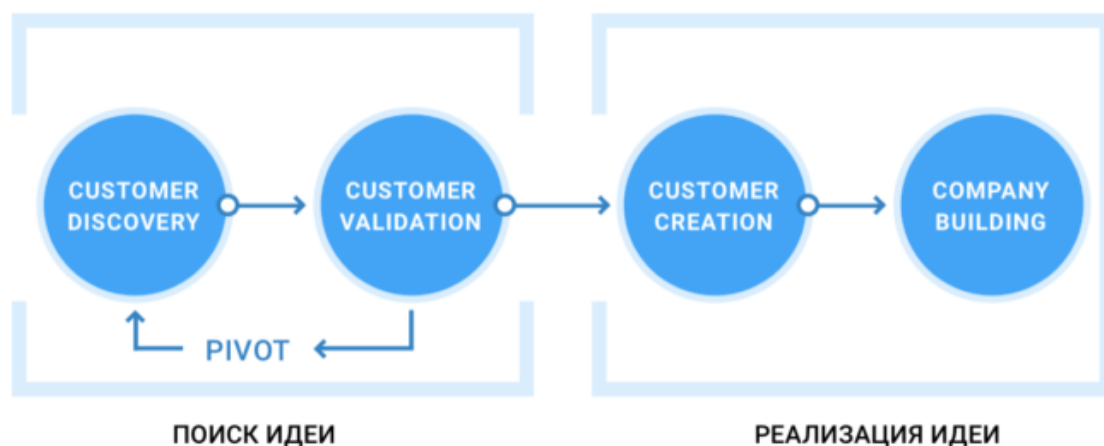 CUSTOMER
DISCOVERY
CUSTOMER
VALIDATION
CUSTOMER
CREATION
COMPANY
BUILDING
PIVOT
ПОИСК ИДЕИ
РЕАЛИЗАЦИЯ ИДЕИ